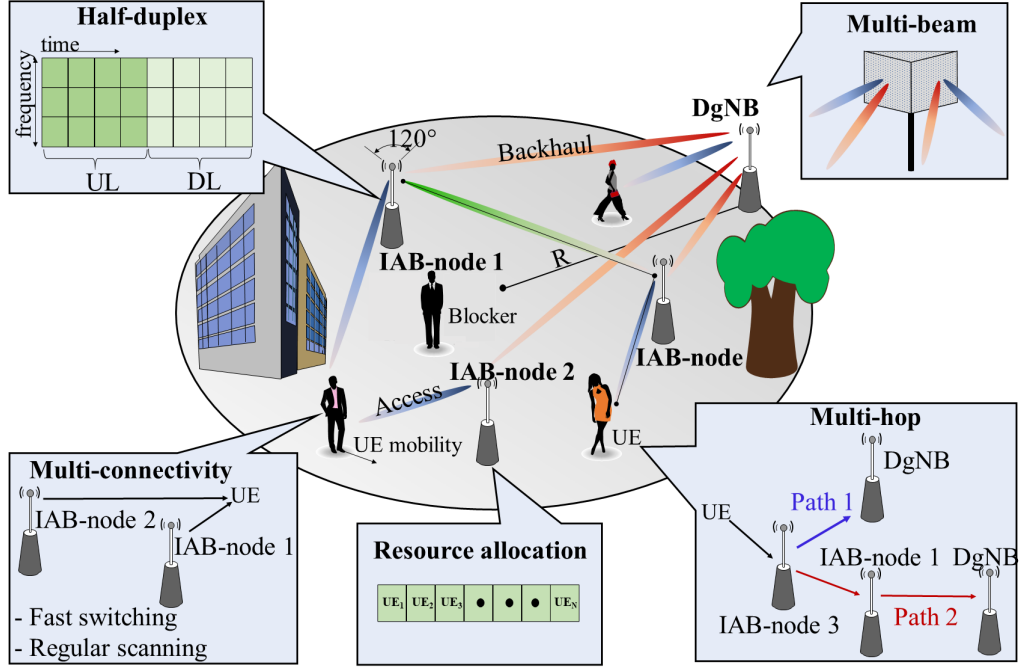 Half-duplex
time
frequency
UL
DL
Multi-beam
DgNB
120°
Backhaul
IAB-node 1
R
Blocker
IAB-node
IAB-node 2
Access
UE mobility
UE
Multi-connectivity
UE
IAB-node 2
IAB-node 1
- Fast switching
- Regular scanning
Resource allocation
UE1 UE2 UE3 ● ● ● UEN
Multi-hop
DgNB
UE
Path 1
IAB-node 1
DgNB
IAB-node 3
Path 2